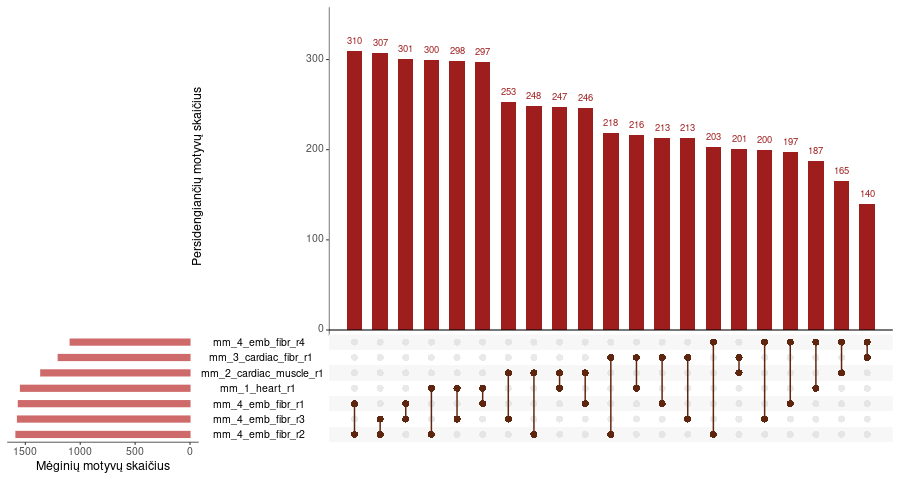 310 307 301 300 298 297 253 248 247 246 218 216 213 213 203 201 200 197 187 165 140
300
200
100
0
Persidengiančių motyvų skaičius
mm_4_emb_fibr_r4
mm_3_cardiac_fibr_r1
mm_2_cardiac_muscle_r1
mm_1_heart_r1
mm_4_emb_fibr_r1
mm_4_emb_fibr_r3
mm_4_emb_fibr_r2
1500 1000 500 0
Mėginių motyvų skaičius